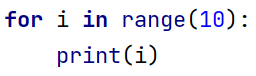 for i in range(10):
    print(i)